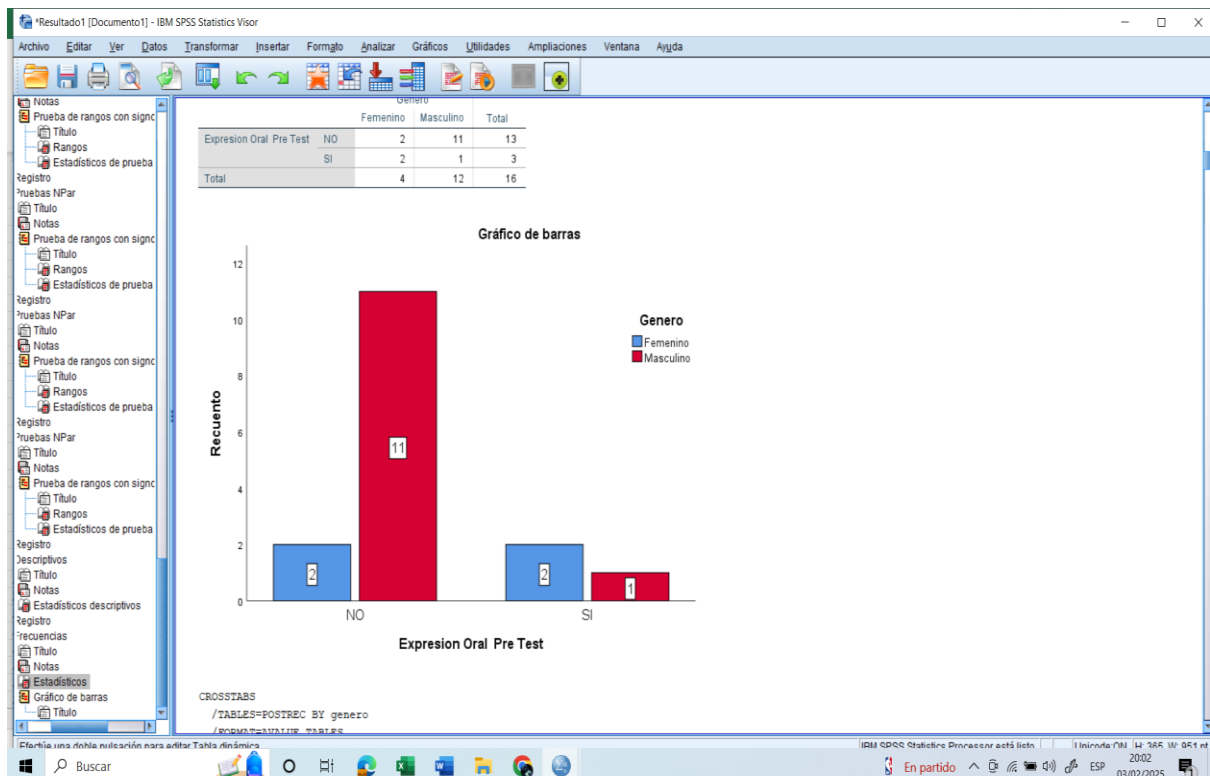 *Resultado1 [Documento1] - IBM SPSS Statistics Visor
Archivo Editar Ver Datos Transformar Insertar Formato Analizar Gráficos Utilidades Ampliaciones Ventana Ayuda
Notas
Prueba de rangos con signo
Título
Rangos
Estadísticos de prueba
Registro
Pruebas NPar
Título
Notas
Prueba de rangos con signo
Título
Rangos
Estadísticos de prueba
Registro
Pruebas NPar
Título
Notas
Prueba de rangos con signo
Título
Rangos
Estadísticos de prueba
Registro
Pruebas NPar
Título
Notas
Prueba de rangos con signo
Título
Rangos
Estadísticos de prueba
Registro
Descriptivos
Título
Notas
Estadísticos descriptivos
Registro
Frecuencias
Título
Notas
Estadísticos
Gráfico de barras
Título
Genero
Femenino Masculino Total
Expresion Oral Pre Test NO 2 11 13
SI 2 1 3
Total 4 12 16
Gráfico de barras
12
10
8
6
4
2
0
Recuento
2
11
2
1
NO SI
Expresion Oral Pre Test
Genero
Femenino
Masculino
CROSSTABS
/TABLES=POSTREC BY genero
/FORMAT=AVALUE TABLES
Efectúe una doble pulsación para editar Tabla dinámica
IBM SPSS Statistics Processor está listo Unicode:ON H: 365, W: 951 pt
Buscar
En partido
ESP
20:02
03/02/2025